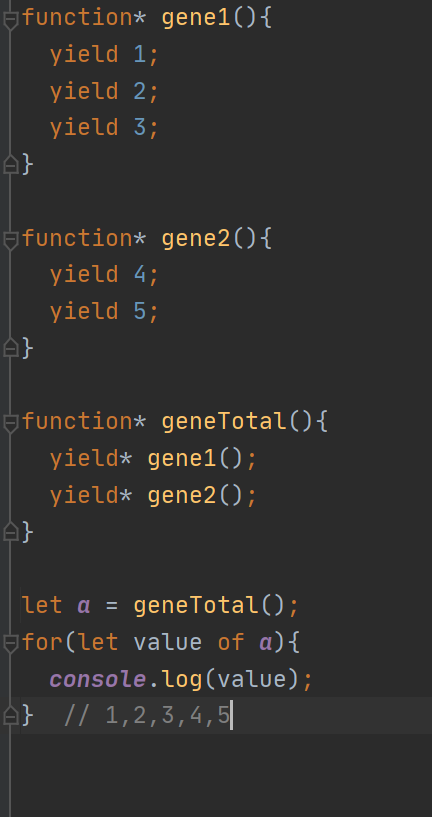 function* gene1(){
  yield 1;
  yield 2;
  yield 3;
}
function* gene2(){
  yield 4;
  yield 5;
}
function* geneTotal(){
  yield* gene1();
  yield* gene2();
}
let a = geneTotal();
for(let value of a){
  console.log(value);
}  // 1,2,3,4,5